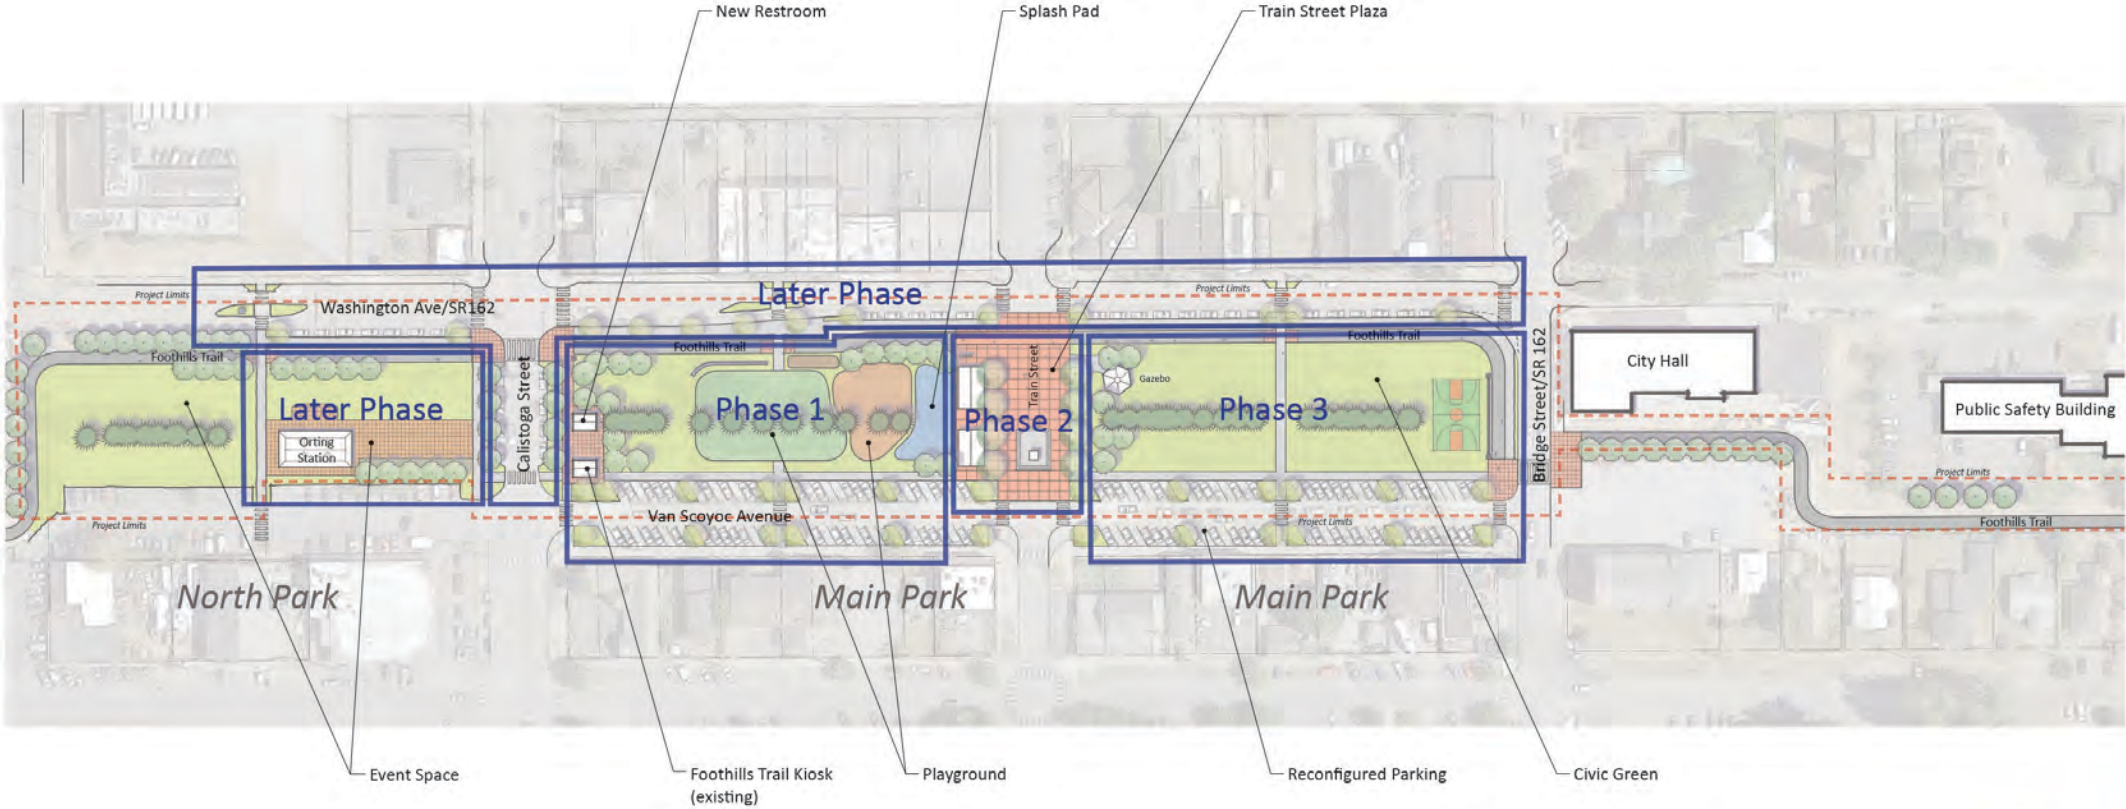 New Restroom
Splash Pad
Train Street Plaza
Project Limits
Washington Ave/SR162
Later Phase
Project Limits
Foothills Trail
Foothills Trail
Foothills Trail
Calistoga Street
Train Street
Bridge Street/SR 162
City Hall
Public Safety Building
Gazebo
Later Phase
Orting
Station
Phase 1
Phase 2
Phase 3
Project Limits
Van Scoyoc Avenue
Project Limits
Project Limits
Foothills Trail
North Park
Main Park
Main Park
Event Space
Foothills Trail Kiosk
(existing)
Playground
Reconfigured Parking
Civic Green